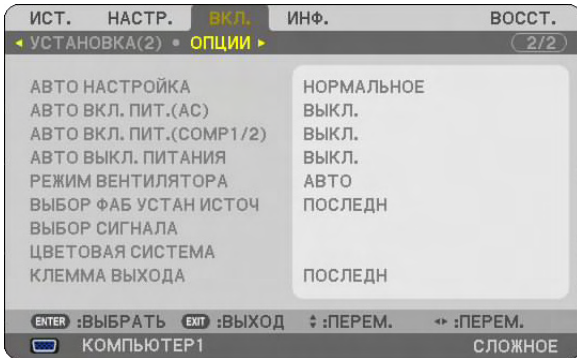 ИСТ. НАСТР. ВКЛ. ИНФ. ВОССТ.
УСТАНОВКА(2) • ОПЦИИ 2/2
АВТО НАСТРОЙКА НОРМАЛЬНОЕ
АВТО ВКЛ. ПИТ.(AC) ВЫКЛ.
АВТО ВКЛ. ПИТ.(COMP1/2) ВЫКЛ.
АВТО ВЫКЛ. ПИТАНИЯ ВЫКЛ.
РЕЖИМ ВЕНТИЛЯТОРА АВТО
ВЫБОР ФАБ УСТАН ИСТОЧ ПОСЛЕДН
ВЫБОР СИГНАЛА
ЦВЕТОВАЯ СИСТЕМА
КЛЕММА ВЫХОДА ПОСЛЕДН
ENTER :ВЫБРАТЬ EXIT :ВЫХОД :ПЕРЕМ. :ПЕРЕМ.
КОМПЬЮТЕР1 СЛОЖНОЕ